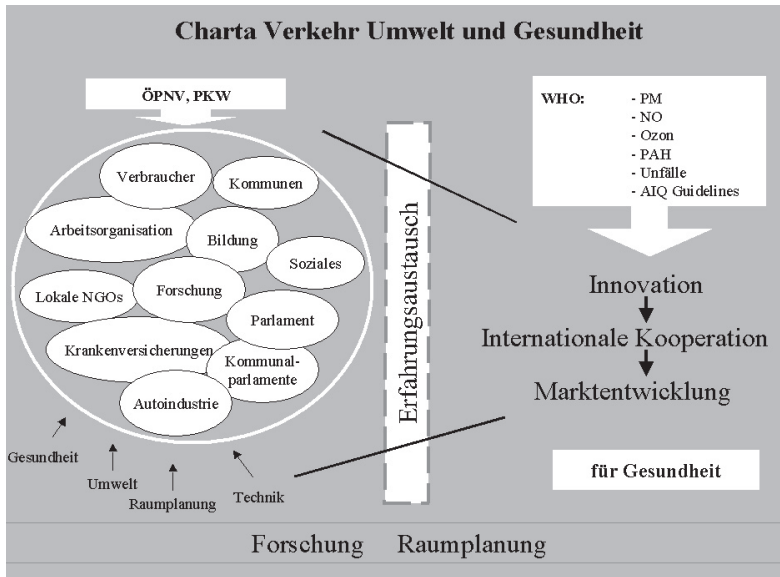 Charta Verkehr Umwelt und Gesundheit
ÖPNV, PKW
Verbraucher
Kommunen
Arbeitsorganisation
Bildung
Soziales
Lokale NGOs
Forschung
Parlament
Krankenversicherungen
Kommunal-
parlamente
Autoindustrie
Gesundheit
Umwelt
Raumplanung
Technik
Erfahrungsaustausch
WHO: - PM
- NO
- Ozon
- PAH
- Unfälle
- AIQ Guidelines
Innovation
Internationale Kooperation
Marktentwicklung
für Gesundheit
Forschung Raumplanung